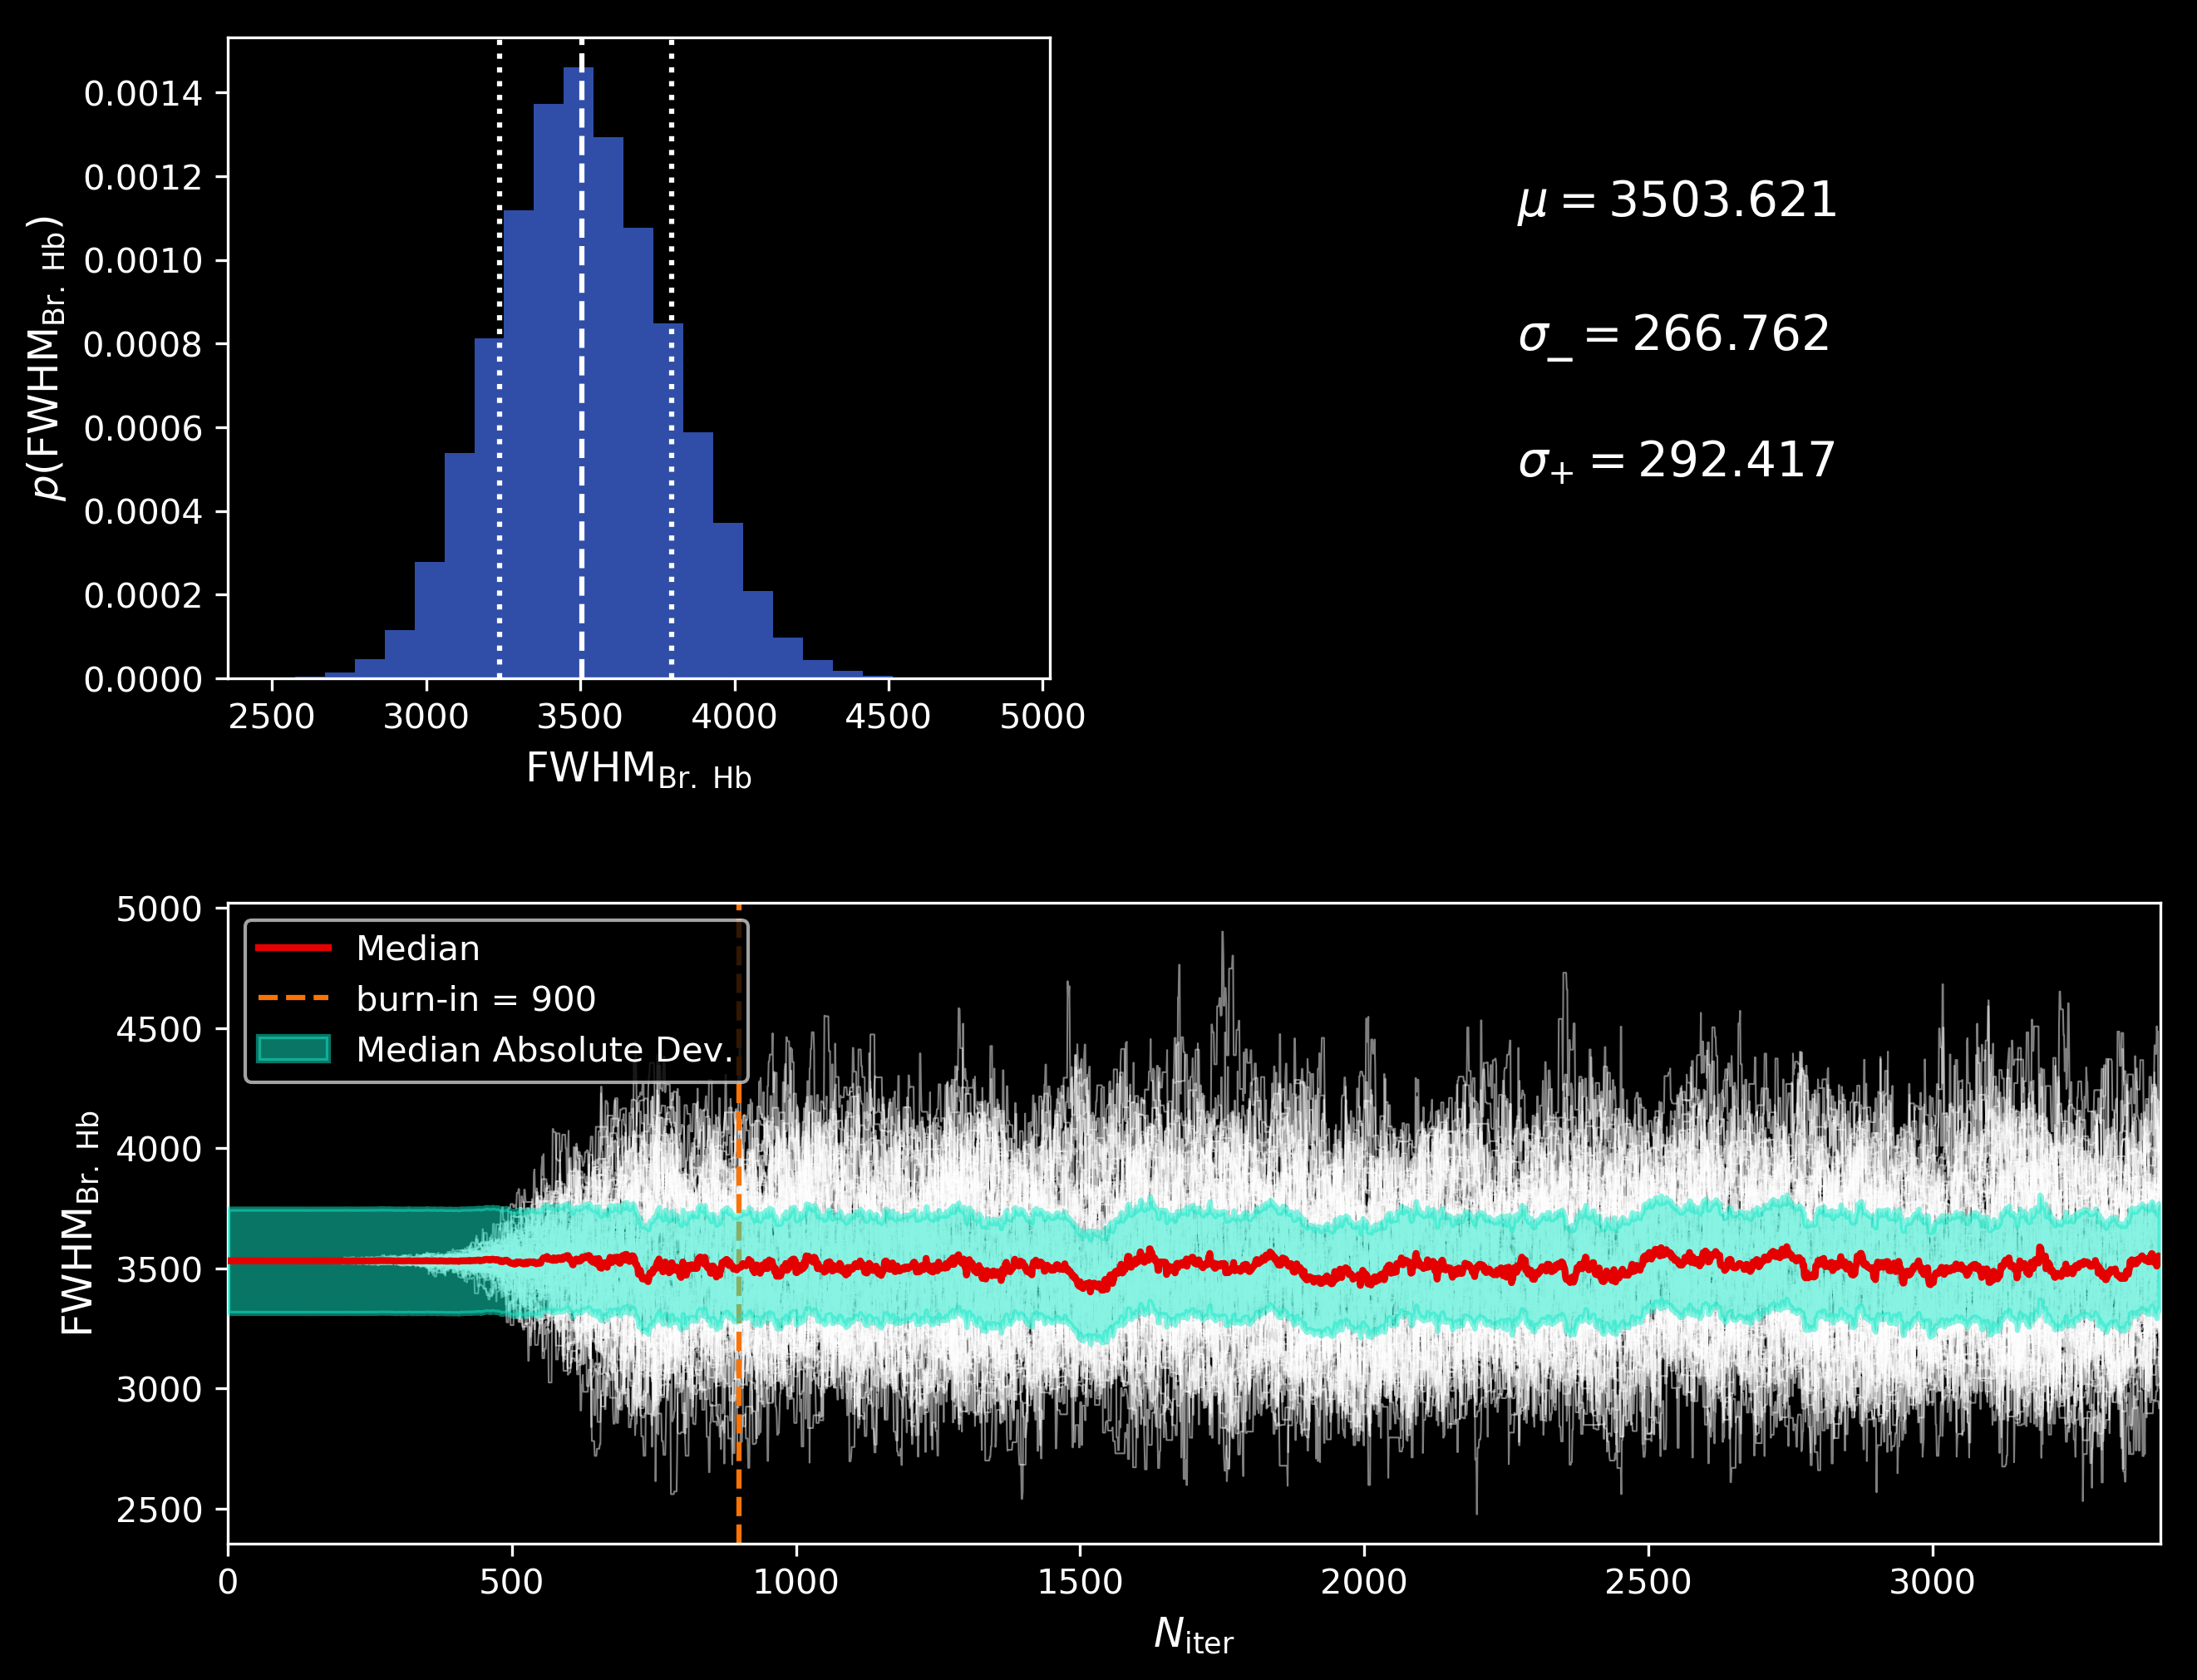 0.0014
0.0012
0.0010
0.0008
0.0006
0.0004
0.0002
0.0000
p(FWHM_Br. Hb)
2500 3000 3500 4000 4500 5000
FWHM_Br. Hb
μ = 3503.621
σ_− = 266.762
σ_+ = 292.417
5000
4500
4000
3500
3000
2500
FWHM_Br. Hb
Median
burn-in = 900
Median Absolute Dev.
0 500 1000 1500 2000 2500 3000
N_iter